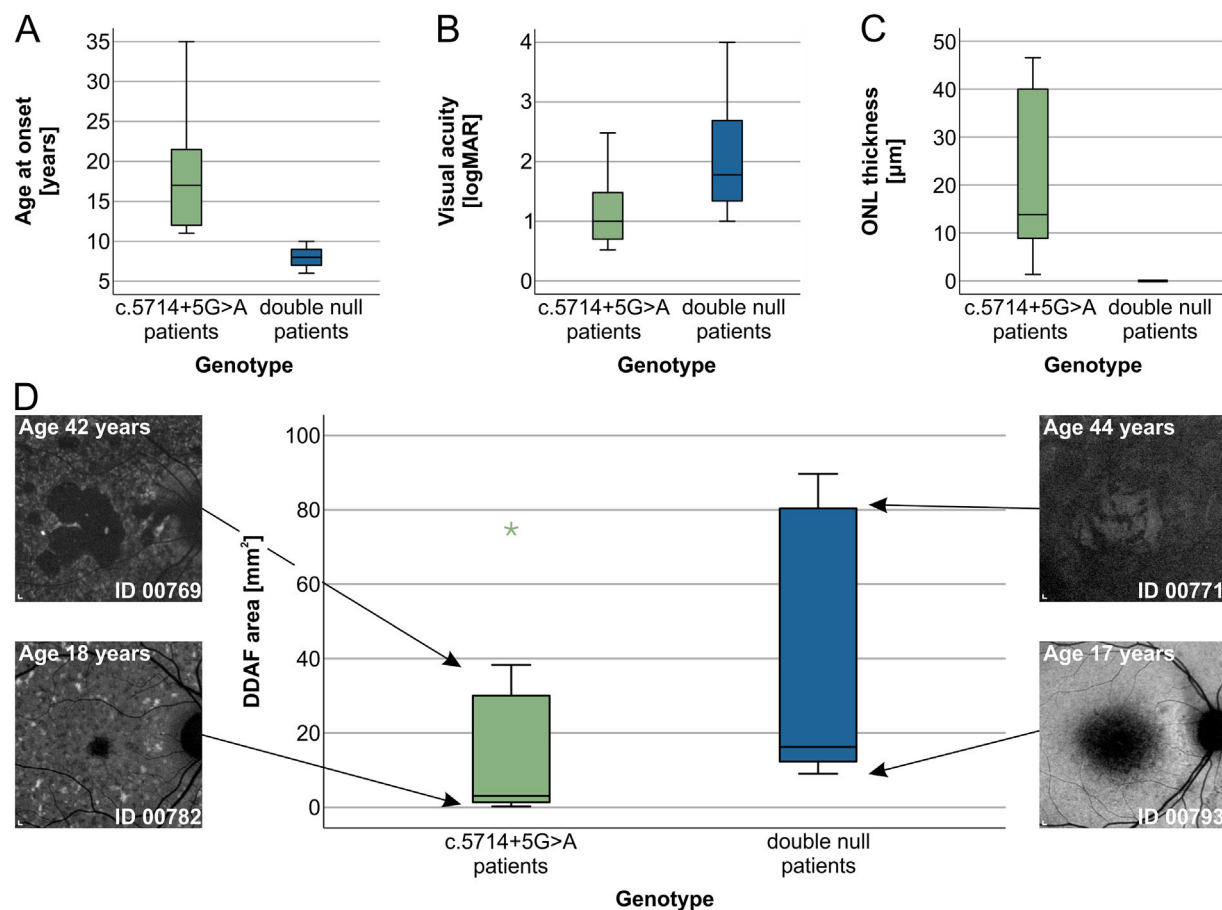 A
35
30
25
20
15
10
5
Age at onset
[years]
c.5714+5G>A
patients
double null
patients
Genotype
B
4
3
2
1
0
Visual acuity
[logMAR]
c.5714+5G>A
patients
double null
patients
Genotype
C
50
40
30
20
10
0
ONL thickness
[µm]
c.5714+5G>A
patients
double null
patients
Genotype
D
Age 42 years
ID 00769
Age 18 years
ID 00782
100
80
60
40
20
0
DDAF area [mm²]
*
c.5714+5G>A
patients
double null
patients
Genotype
Age 44 years
ID 00771
Age 17 years
ID 00793